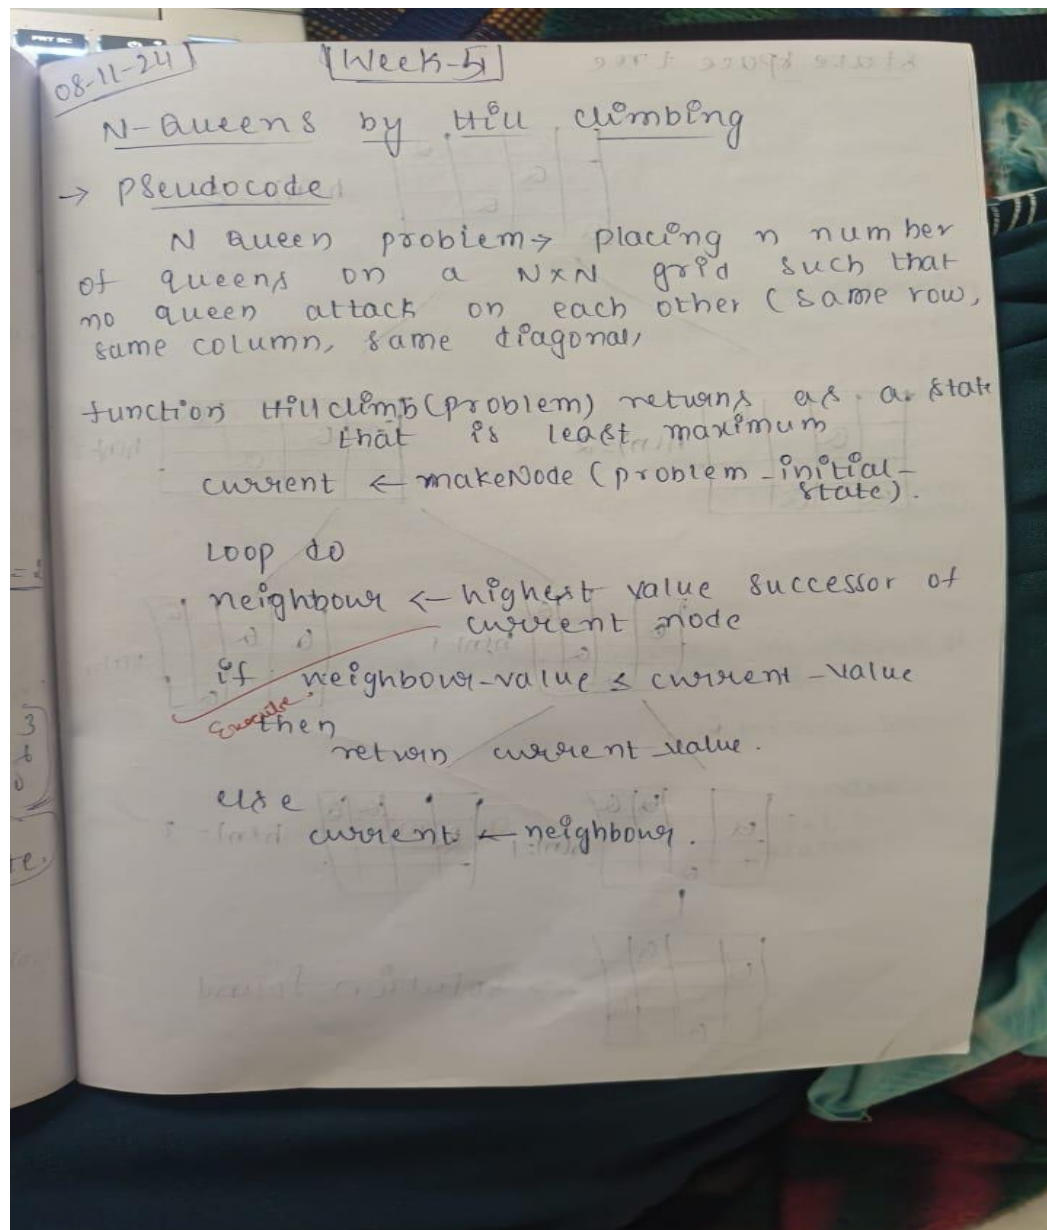 08-11-24
Week-5
N-Queens by Hill climbing
→ Pseudocode
N Queen problem → placing n number
of queens on a N×N grid such that
no queen attack on each other (same row,
same column, same diagonal,
function Hill climb (problem) returns as a state
that is least maximum
current ← makeNode (problem-initial-
state).
Loop do
neighbour ← highest value successor of
current node
if neighbour-value ≤ current-value
Execute
then
return current value.
else
current ← neighbour.